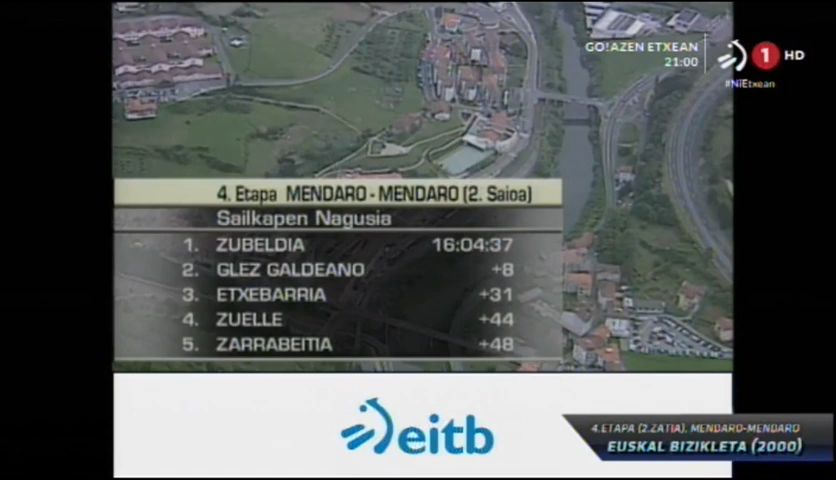 GO!AZEN ETXEAN
21:00
1 HD
#NiEtxean
4. Etapa MENDARO - MENDARO (2. Saioa)
Sailkapen Nagusia
1. ZUBELDIA 16:04:37
2. GLEZ GALDEANO +8
3. ETXEBARRIA +31
4. ZUELLE +44
5. ZARRABEITIA +48
eitb
4.ETAPA (2.ZATIA). MENDARO-MENDARO
EUSKAL BIZIKLETA (2000)